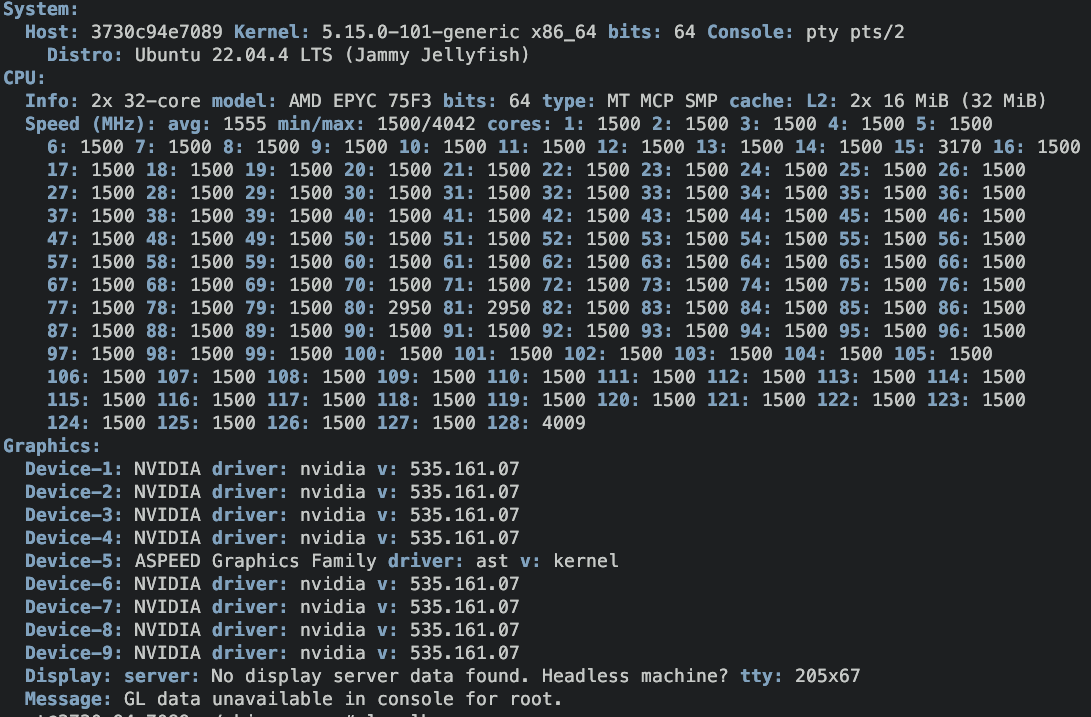 System:
Host: 3730c94e7089 Kernel: 5.15.0-101-generic x86_64 bits: 64 Console: pty pts/2
Distro: Ubuntu 22.04.4 LTS (Jammy Jellyfish)
CPU:
Info: 2x 32-core model: AMD EPYC 75F3 bits: 64 type: MT MCP SMP cache: L2: 2x 16 MiB (32 MiB)
Speed (MHz): avg: 1555 min/max: 1500/4042 cores: 1: 1500 2: 1500 3: 1500 4: 1500 5: 1500
6: 1500 7: 1500 8: 1500 9: 1500 10: 1500 11: 1500 12: 1500 13: 1500 14: 1500 15: 3170 16: 1500
17: 1500 18: 1500 19: 1500 20: 1500 21: 1500 22: 1500 23: 1500 24: 1500 25: 1500 26: 1500
27: 1500 28: 1500 29: 1500 30: 1500 31: 1500 32: 1500 33: 1500 34: 1500 35: 1500 36: 1500
37: 1500 38: 1500 39: 1500 40: 1500 41: 1500 42: 1500 43: 1500 44: 1500 45: 1500 46: 1500
47: 1500 48: 1500 49: 1500 50: 1500 51: 1500 52: 1500 53: 1500 54: 1500 55: 1500 56: 1500
57: 1500 58: 1500 59: 1500 60: 1500 61: 1500 62: 1500 63: 1500 64: 1500 65: 1500 66: 1500
67: 1500 68: 1500 69: 1500 70: 1500 71: 1500 72: 1500 73: 1500 74: 1500 75: 1500 76: 1500
77: 1500 78: 1500 79: 1500 80: 2950 81: 2950 82: 1500 83: 1500 84: 1500 85: 1500 86: 1500
87: 1500 88: 1500 89: 1500 90: 1500 91: 1500 92: 1500 93: 1500 94: 1500 95: 1500 96: 1500
97: 1500 98: 1500 99: 1500 100: 1500 101: 1500 102: 1500 103: 1500 104: 1500 105: 1500
106: 1500 107: 1500 108: 1500 109: 1500 110: 1500 111: 1500 112: 1500 113: 1500 114: 1500
115: 1500 116: 1500 117: 1500 118: 1500 119: 1500 120: 1500 121: 1500 122: 1500 123: 1500
124: 1500 125: 1500 126: 1500 127: 1500 128: 4009
Graphics:
Device-1: NVIDIA driver: nvidia v: 535.161.07
Device-2: NVIDIA driver: nvidia v: 535.161.07
Device-3: NVIDIA driver: nvidia v: 535.161.07
Device-4: NVIDIA driver: nvidia v: 535.161.07
Device-5: ASPEED Graphics Family driver: ast v: kernel
Device-6: NVIDIA driver: nvidia v: 535.161.07
Device-7: NVIDIA driver: nvidia v: 535.161.07
Device-8: NVIDIA driver: nvidia v: 535.161.07
Device-9: NVIDIA driver: nvidia v: 535.161.07
Display: server: No display server data found. Headless machine? tty: 205x67
Message: GL data unavailable in console for root.